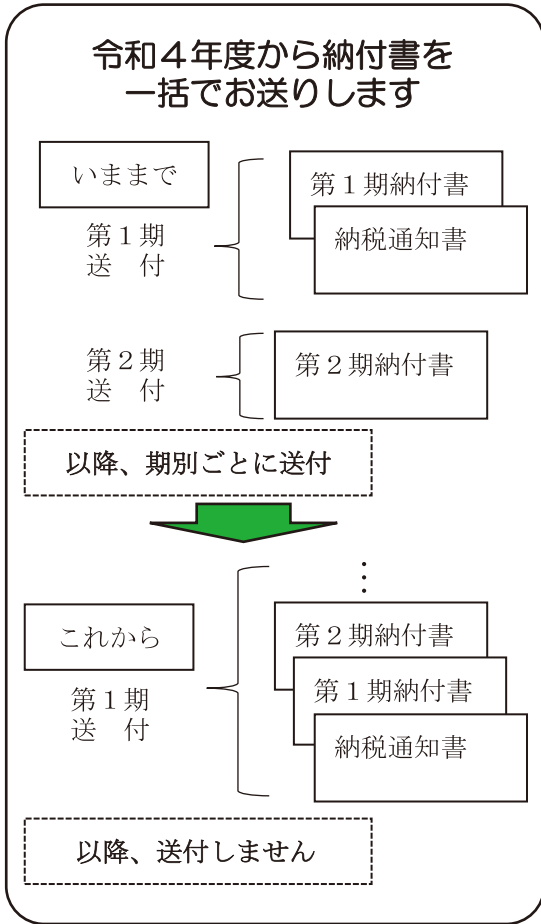 令和４年度から納付書を
一括でお送りします
いままで
第１期
送　付
第１期納付書
納税通知書
第２期
送　付
第２期納付書
以降、期別ごとに送付
これから
第１期
送　付
⋮
第２期納付書
第１期納付書
納税通知書
以降、送付しません